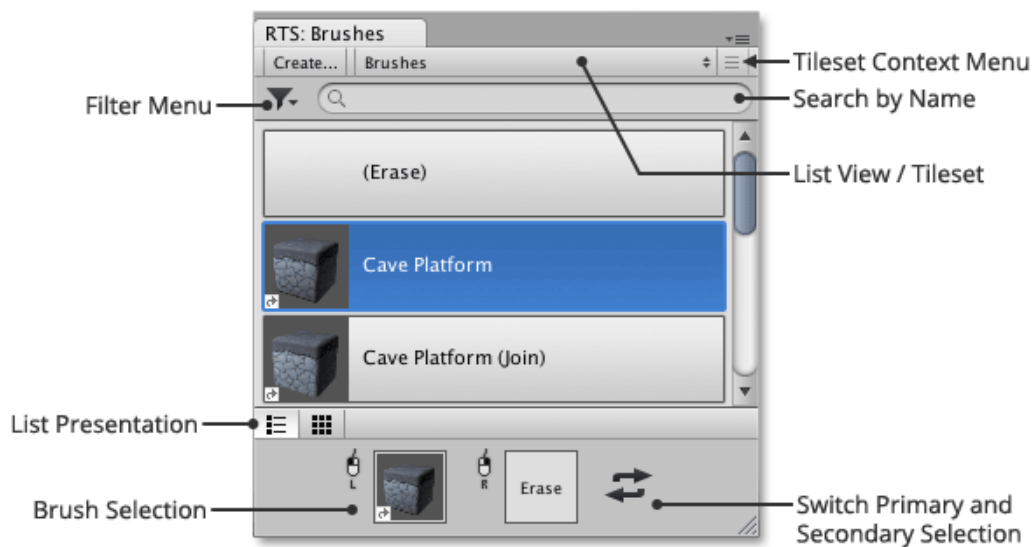 RTS: Brushes
Create...
Brushes
Tileset Context Menu
Filter Menu
Search by Name
(Erase)
List View / Tileset
Cave Platform
Cave Platform (Join)
List Presentation
L
R
Erase
Brush Selection
Switch Primary and
Secondary Selection